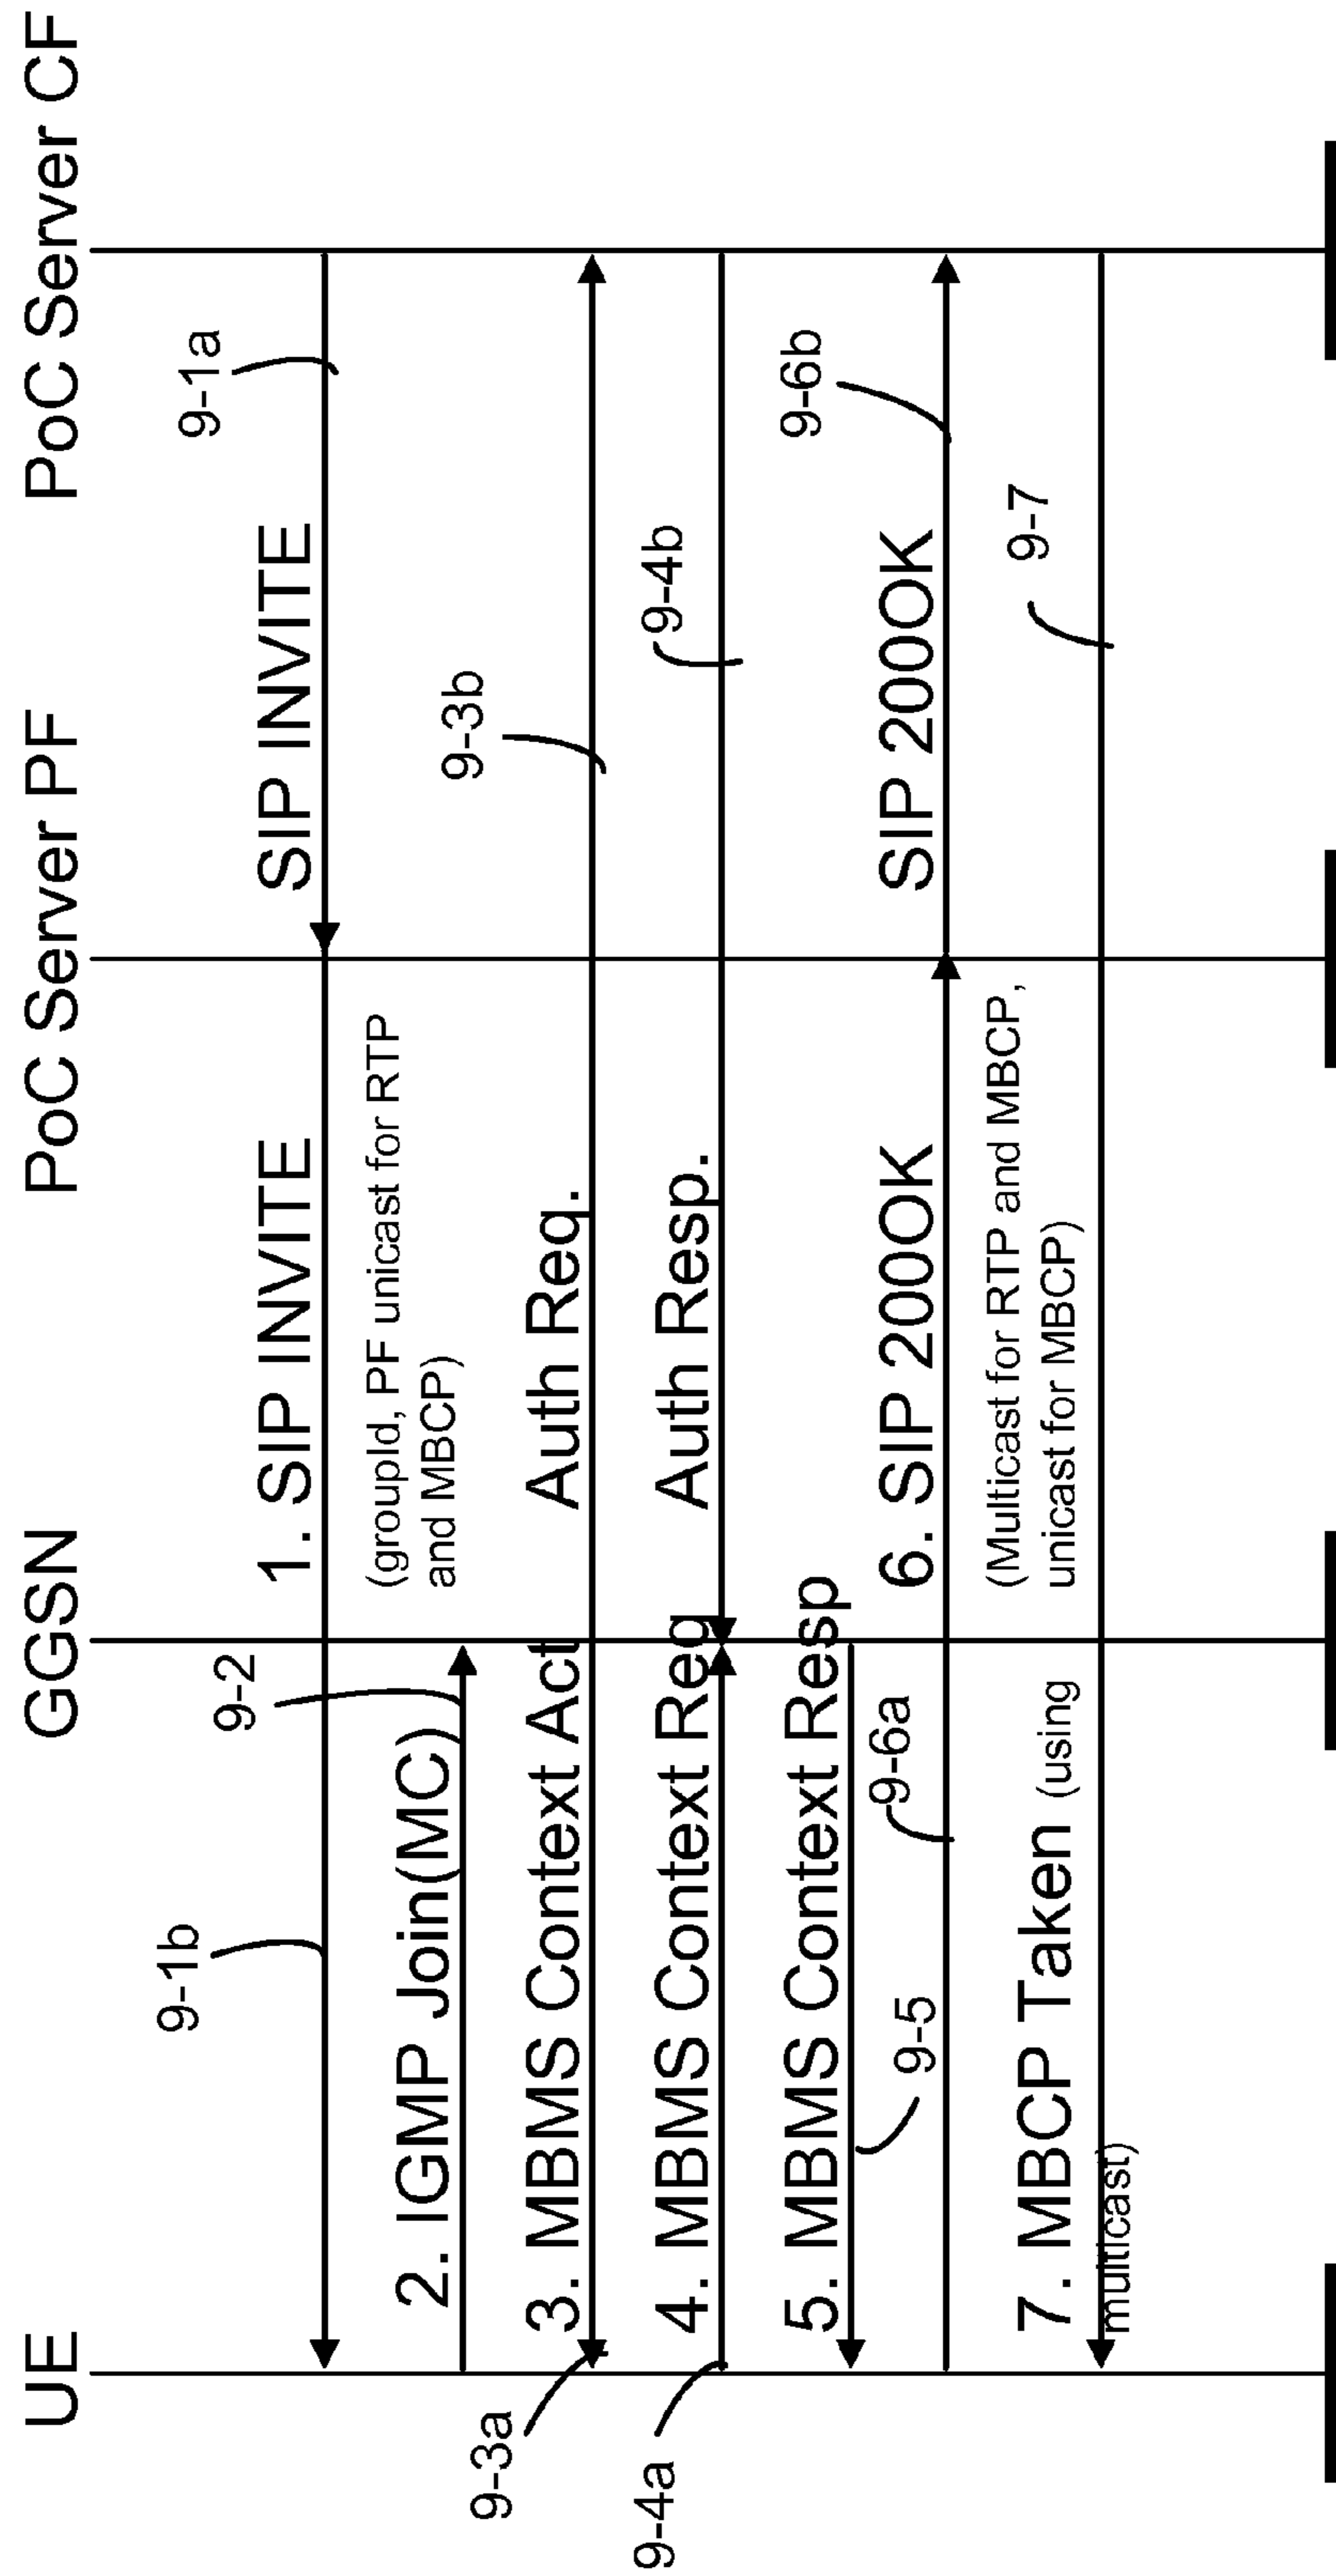 UE
GGSN
PoC Server PF
PoC Server CF
9-1b
9-1a
1. SIP INVITE
SIP INVITE
(groupId, PF unicast for RTP
and MBCP)
9-2
2. IGMP Join(MC)
9-3a
9-3b
3. MBMS Context Act
Auth Req.
9-4a
9-4b
4. MBMS Context Req
Auth Resp.
5. MBMS Context Resp
9-5
9-6a
9-6b
6. SIP 200OK
SIP 200OK
(Multicast for RTP and MBCP,
unicast for MBCP)
9-7
7. MBCP Taken (using
multicast)